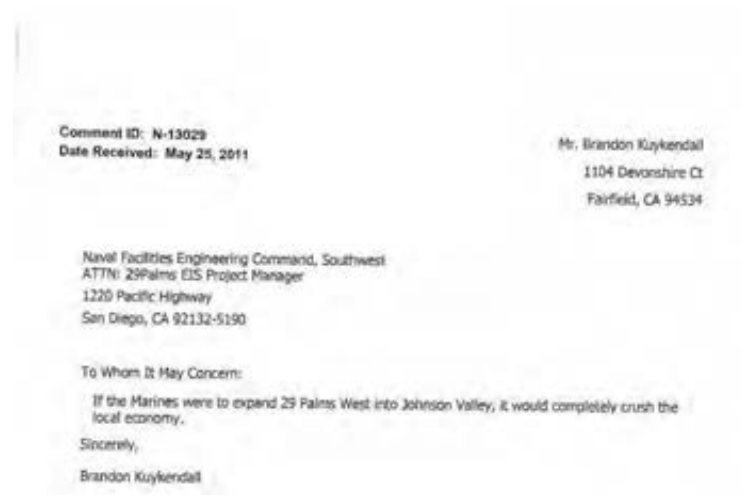 Comment ID: N-13029
Date Received: May 25, 2011
Mr. Brandon Kuykendall
1104 Devonshire Ct
Fairfield, CA 94534
Naval Facilities Engineering Command, Southwest
ATTN: 29Palms EIS Project Manager
1220 Pacific Highway
San Diego, CA 92132-5190
To Whom It May Concern:
If the Marines were to expand 29 Palms West into Johnson Valley, it would completely crush the
local economy.
Sincerely,
Brandon Kuykendall